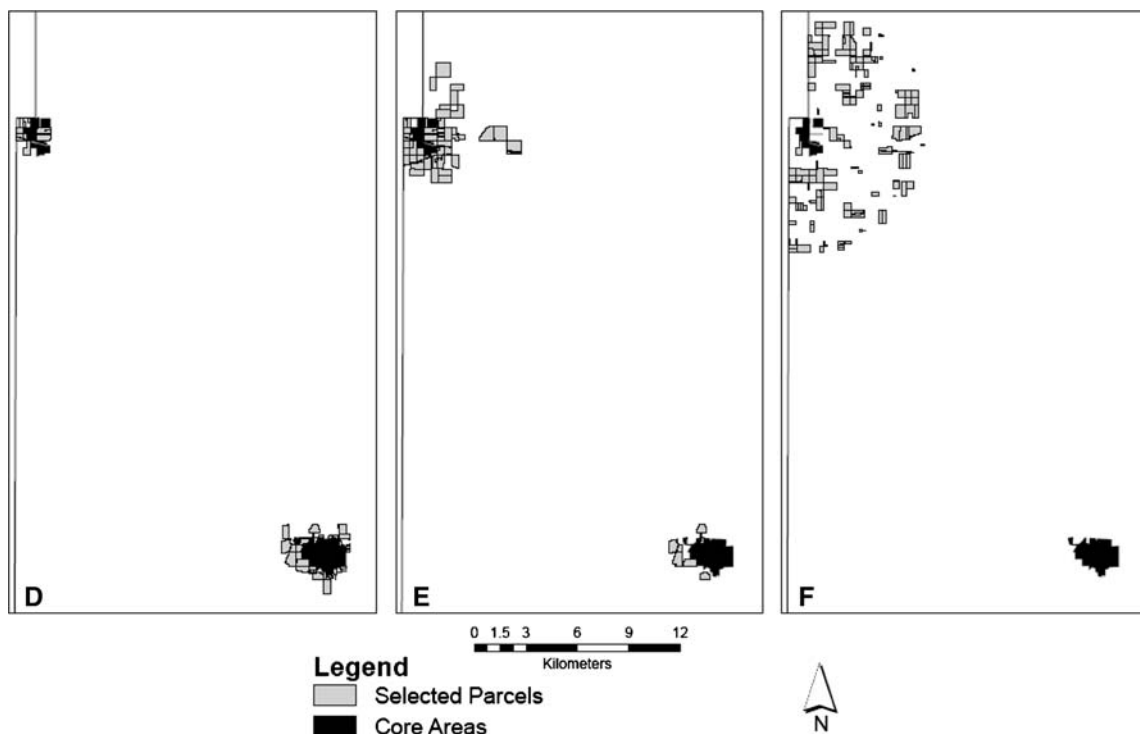 D E F
0 1.5 3 6 9 12
Kilometers
Legend
Selected Parcels
Core Areas
N